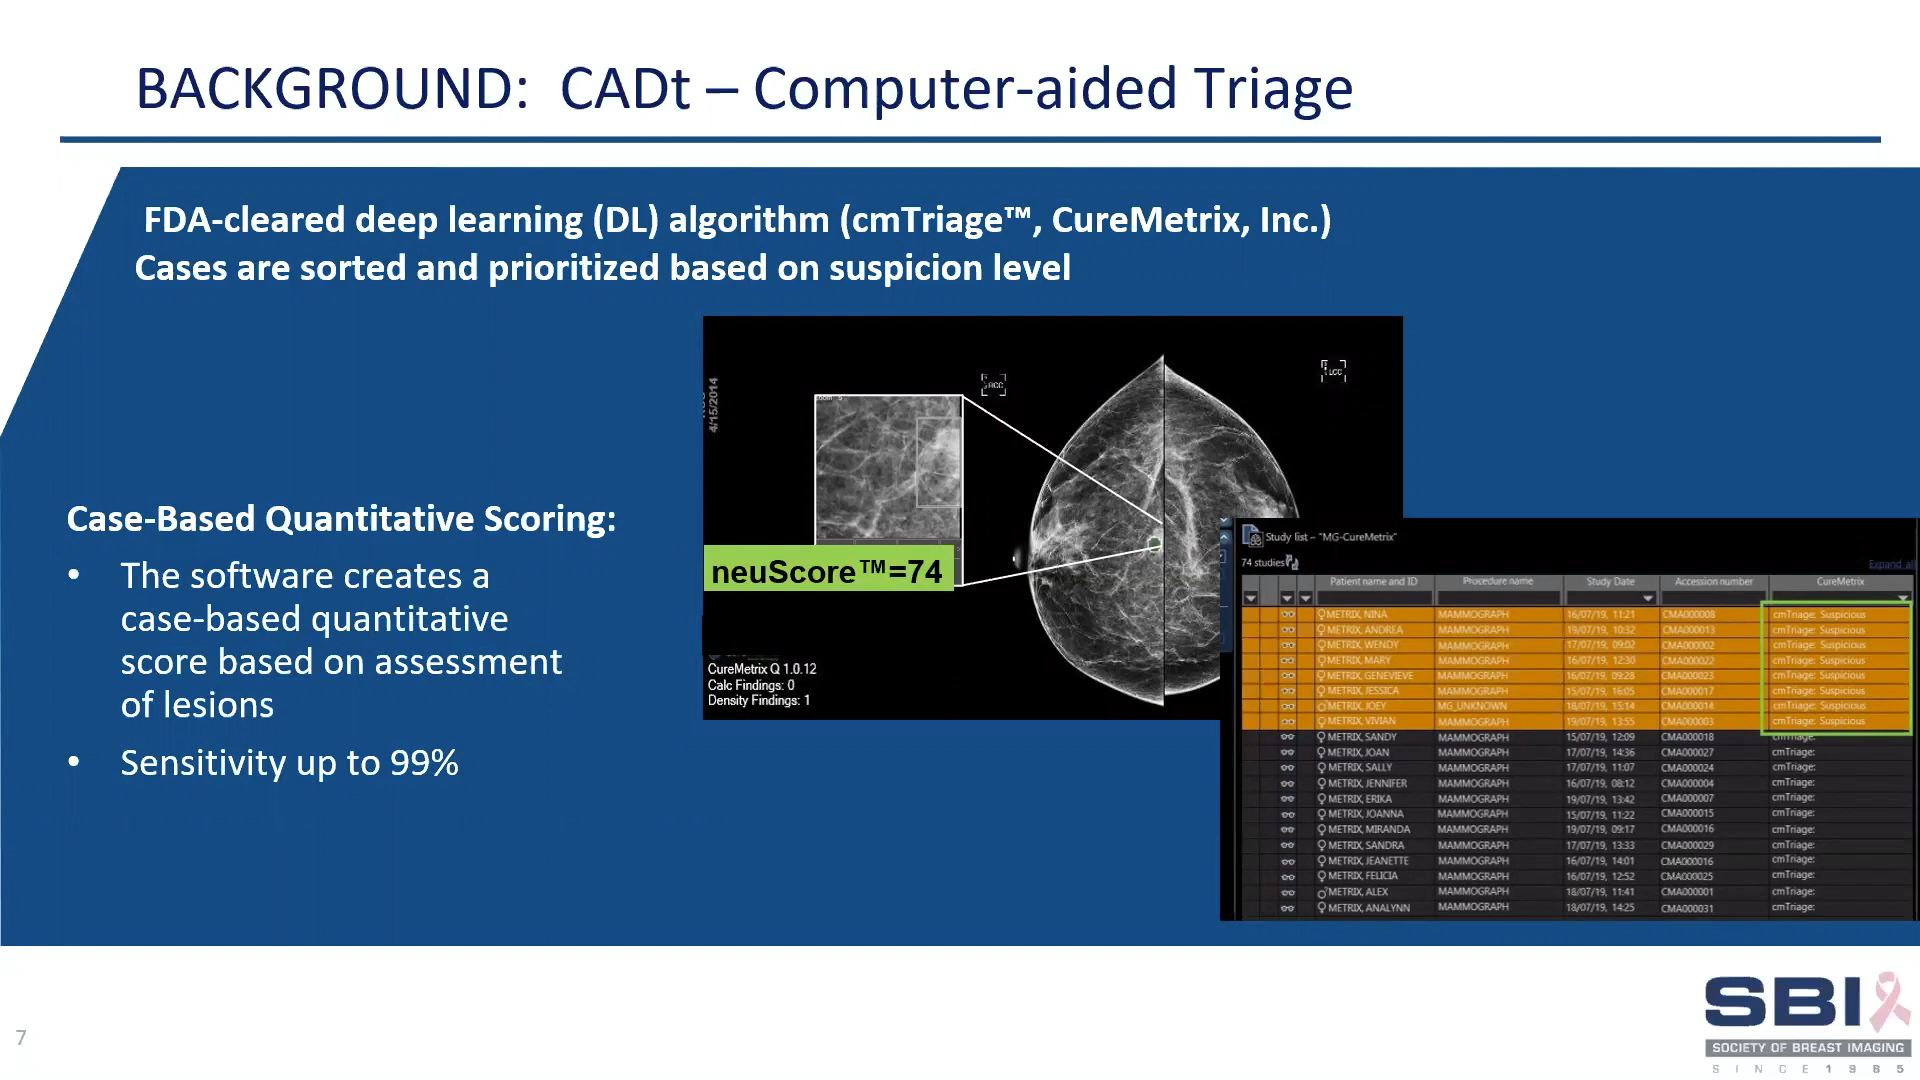 BACKGROUND: CADt – Computer-aided Triage
FDA-cleared deep learning (DL) algorithm (cmTriage™, CureMetrix, Inc.)
Cases are sorted and prioritized based on suspicion level
Case-Based Quantitative Scoring:
• The software creates a
case-based quantitative
score based on assessment
of lesions
• Sensitivity up to 99%
4/15/2014
RCC
LCC
neuScore™=74
CureMetrix Q 1.0.12
Calc Findings: 0
Density Findings: 1
Study list – "MG-CureMetrix"
74 studies
Expand all
Patient name and ID Procedure name Study Date Accession number CureMetrix
METRIX, NINA MAMMOGRAPH 16/07/19, 11:21 CMA000008 cmTriage: Suspicious
METRIX, ANDREA MAMMOGRAPH 19/07/19, 10:32 CMA000013 cmTriage: Suspicious
METRIX, WENDY MAMMOGRAPH 17/07/19, 09:02 CMA000002 cmTriage: Suspicious
METRIX, MARY MAMMOGRAPH 16/07/19, 12:30 CMA000022 cmTriage: Suspicious
METRIX, GENEVIEVE MAMMOGRAPH 16/07/19, 09:28 CMA000023 cmTriage: Suspicious
METRIX, JESSICA MAMMOGRAPH 15/07/19, 16:05 CMA000017 cmTriage: Suspicious
METRIX, JOEY MG_UNKNOWN 18/07/19, 15:14 CMA000014 cmTriage: Suspicious
METRIX, VIVIAN MAMMOGRAPH 19/07/19, 13:55 CMA000003 cmTriage: Suspicious
METRIX, SANDY MAMMOGRAPH 15/07/19, 12:09 CMA000018 cmTriage:
METRIX, JOAN MAMMOGRAPH 17/07/19, 14:36 CMA000027 cmTriage:
METRIX, SALLY MAMMOGRAPH 17/07/19, 11:07 CMA000024 cmTriage:
METRIX, JENNIFER MAMMOGRAPH 16/07/19, 08:12 CMA000004 cmTriage:
METRIX, ERIKA MAMMOGRAPH 19/07/19, 13:42 CMA000007 cmTriage:
METRIX, JOANNA MAMMOGRAPH 15/07/19, 11:22 CMA000015 cmTriage:
METRIX, MIRANDA MAMMOGRAPH 19/07/19, 09:17 CMA000016 cmTriage:
METRIX, SANDRA MAMMOGRAPH 17/07/19, 13:33 CMA000029 cmTriage:
METRIX, JEANETTE MAMMOGRAPH 16/07/19, 14:01 CMA000016 cmTriage:
METRIX, FELICIA MAMMOGRAPH 16/07/19, 12:52 CMA000025 cmTriage:
METRIX, ALEX MAMMOGRAPH 18/07/19, 11:41 CMA000001 cmTriage:
METRIX, ANALYNN MAMMOGRAPH 18/07/19, 14:25 CMA000031 cmTriage:
SBI
SOCIETY OF BREAST IMAGING
SINCE 1985
7